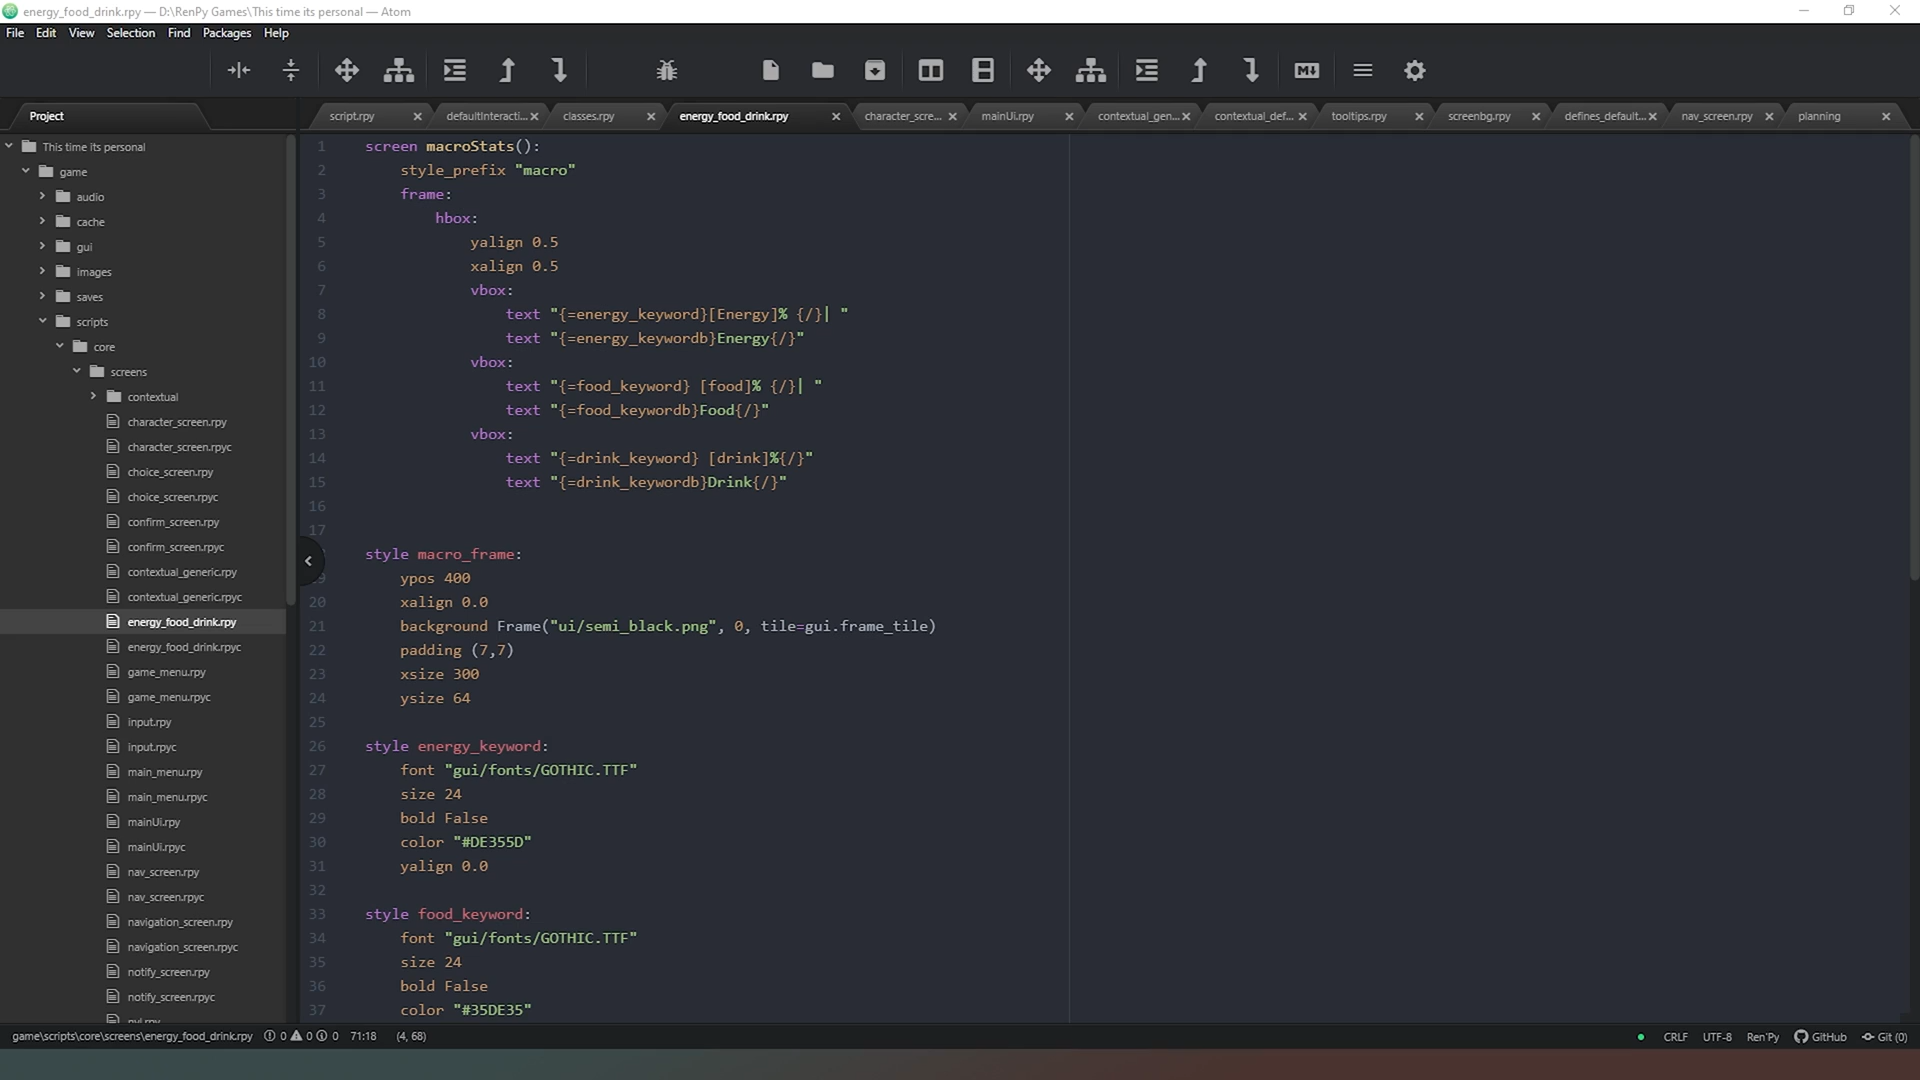 energy_food_drink.rpy — D:\RenPy Games\This time its personal — Atom
File Edit View Selection Find Packages Help
Project
script.rpy
defaultInteracti...
classes.rpy
energy_food_drink.rpy
character_scre...
mainUi.rpy
contextual_gen...
contextual_def...
tooltips.rpy
screenbg.rpy
defines_default...
nav_screen.rpy
planning
This time its personal
game
audio
cache
gui
images
saves
scripts
core
screens
contextual
character_screen.rpy
character_screen.rpyc
choice_screen.rpy
choice_screen.rpyc
confirm_screen.rpy
confirm_screen.rpyc
contextual_generic.rpy
contextual_generic.rpyc
energy_food_drink.rpy
energy_food_drink.rpyc
game_menu.rpy
game_menu.rpyc
input.rpy
input.rpyc
main_menu.rpy
main_menu.rpyc
mainUi.rpy
mainUi.rpyc
nav_screen.rpy
nav_screen.rpyc
navigation_screen.rpy
navigation_screen.rpyc
notify_screen.rpy
notify_screen.rpyc
1 screen macroStats():
2 style_prefix "macro"
3 frame:
4 hbox:
5 yalign 0.5
6 xalign 0.5
7 vbox:
8 text "{=energy_keyword}[Energy]% {/}| "
9 text "{=energy_keywordb}Energy{/}"
10 vbox:
11 text "{=food_keyword} [food]% {/}| "
12 text "{=food_keywordb}Food{/}"
13 vbox:
14 text "{=drink_keyword} [drink]%{/}"
15 text "{=drink_keywordb}Drink{/}"
16
17
style macro_frame:
ypos 400
20 xalign 0.0
21 background Frame("ui/semi_black.png", 0, tile=gui.frame_tile)
22 padding (7,7)
23 xsize 300
24 ysize 64
25
26 style energy_keyword:
27 font "gui/fonts/GOTHIC.TTF"
28 size 24
29 bold False
30 color "#DE355D"
31 yalign 0.0
32
33 style food_keyword:
34 font "gui/fonts/GOTHIC.TTF"
35 size 24
36 bold False
37 color "#35DE35"
game\scripts\core\screens\energy_food_drink.rpy 0 0 0 71:18 (4, 68) CRLF UTF-8 Ren'Py GitHub Git (0)